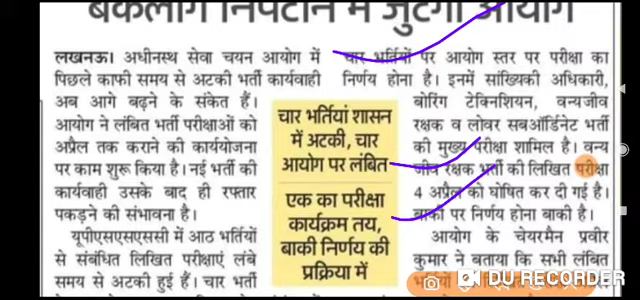 बैकलॉग निपटाने में जुटेगा आयोग
लखनऊ। अधीनस्थ सेवा चयन आयोग में
पिछले काफी समय से अटकी भर्ती कार्यवाही
अब आगे बढ़ने के संकेत हैं।
आयोग ने लंबित भर्ती परीक्षाओं को
अप्रैल तक कराने की कार्ययोजना
पर काम शुरू किया है। नई भर्ती की
कार्यवाही उसके बाद ही रफ्तार
पकड़ने की संभावना है।
यूपीएसएसएससी में आठ भर्तियों
से संबंधित लिखित परीक्षाएं लंबे
समय से अटकी हुई हैं। चार भर्ती
चार भर्तियां शासन
में अटकी, चार
आयोग पर लंबित
एक का परीक्षा
कार्यक्रम तय,
बाकी निर्णय की
प्रक्रिया में
चार भर्तियों पर आयोग स्तर पर परीक्षा का
निर्णय होना है। इनमें सांख्यिकी अधिकारी,
बोरिंग टेक्निशियन, वन्यजीव
रक्षक व लोवर सबऑर्डिनेट भर्ती
की मुख्य परीक्षा शामिल है। वन्य
जीव रक्षक भर्ती की लिखित परीक्षा
4 अप्रैल को घोषित कर दी गई है।
बाकी पर निर्णय होना बाकी है।
आयोग के चेयरमैन प्रवीर
कुमार ने बताया कि सभी लंबित
DU RECORDER